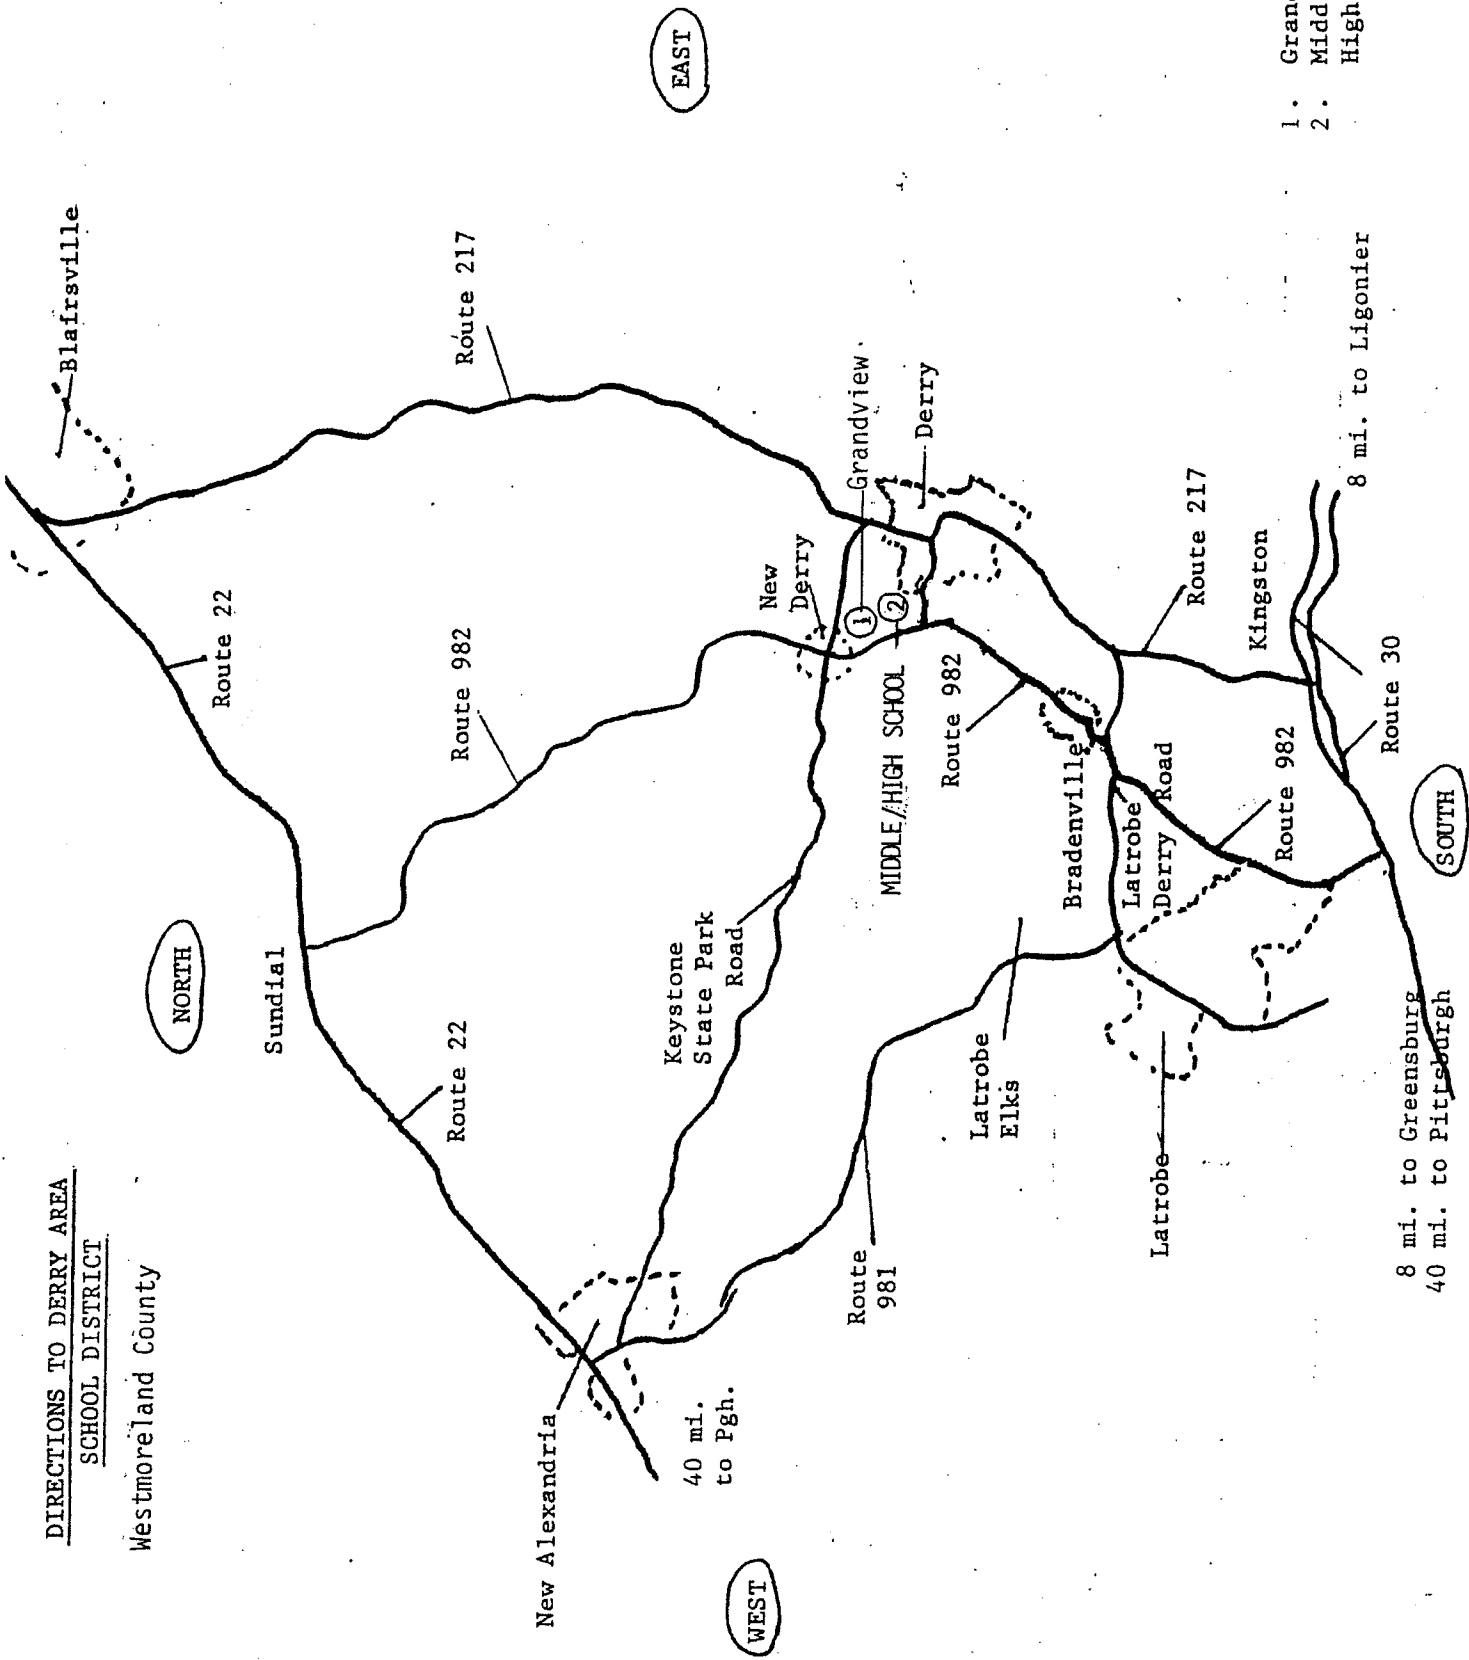 DIRECTIONS TO DERRY AREA
SCHOOL DISTRICT
Westmoreland County
NORTH
EAST
WEST
SOUTH
Blairsville
Route 22
Route 217
Route 982
Sundial
Route 22
New Alexandria
40 mi.
to Pgh.
Keystone
State Park
Road
New
Derry
Grandview
1
2
Derry
MIDDLE/HIGH SCHOOL
Route 982
Route
981
Latrobe
Elks
Bradenville
Latrobe
Derry Road
Route 217
Kingston
Route 982
Route 30
Latrobe
8 mi. to Ligonier
8 mi. to Greensburg
40 mi. to Pittsburgh
1. Gran
2. Midd
High